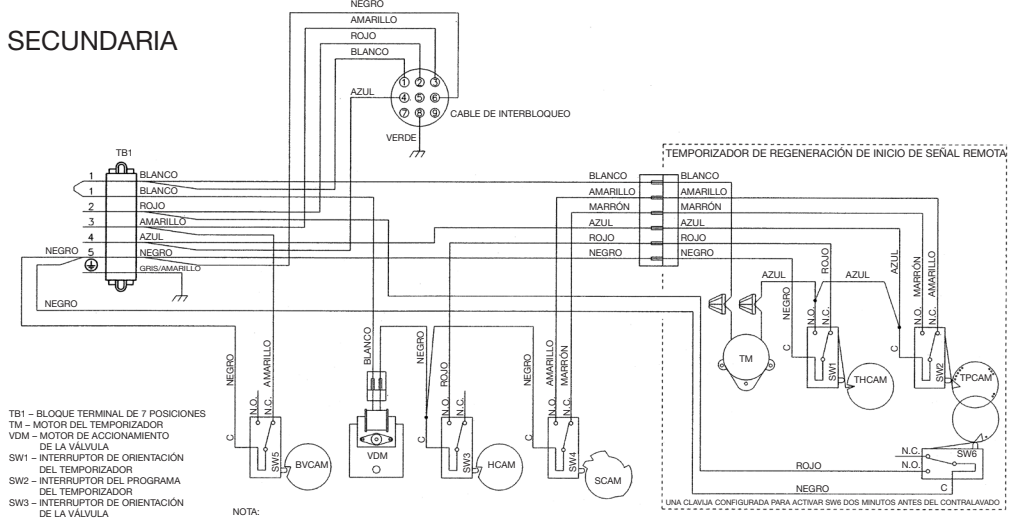 SECUNDARIA
NEGRO
AMARILLO
ROJO
BLANCO
AZUL
1 2 3
4 5 6
7 8 9
CABLE DE INTERBLOQUEO
VERDE
TB1
1 BLANCO
1 BLANCO
2 ROJO
3 AMARILLO
4 AZUL
NEGRO 5 NEGRO
GRIS/AMARILLO
NEGRO
TEMPORIZADOR DE REGENERACIÓN DE INICIO DE SEÑAL REMOTA
BLANCO BLANCO
AMARILLO AMARILLO
MARRÓN MARRÓN
AZUL AZUL
ROJO ROJO
NEGRO NEGRO
AZUL
NEGRO
ROJO
AZUL
AZUL
MARRÓN
AMARILLO
N.O.
N.C.
C
SW1
TM
THCAM
N.O.
N.C.
C
SW2
TPCAM
NEGRO
AMARILLO
N.O.
N.C.
C
SW5
BVCAM
BLANCO
VDM
NEGRO
ROJO
N.O.
N.C.
C
SW3
HCAM
NEGRO
AMARILLO
MARRÓN
N.O.
N.C.
C
SW4
SCAM
N.C.
N.O.
SW6
C
ROJO
NEGRO
UNA CLAVIJA CONFIGURADA PARA ACTIVAR SW6 DOS MINUTOS ANTES DEL CONTRALAVADO
TB1 – BLOQUE TERMINAL DE 7 POSICIONES
TM – MOTOR DEL TEMPORIZADOR
VDM – MOTOR DE ACCIONAMIENTO
DE LA VÁLVULA
SW1 – INTERRUPTOR DE ORIENTACIÓN
DEL TEMPORIZADOR
SW2 – INTERRUPTOR DEL PROGRAMA
DEL TEMPORIZADOR
SW3 – INTERRUPTOR DE ORIENTACIÓN
DE LA VÁLVULA
NOTA: